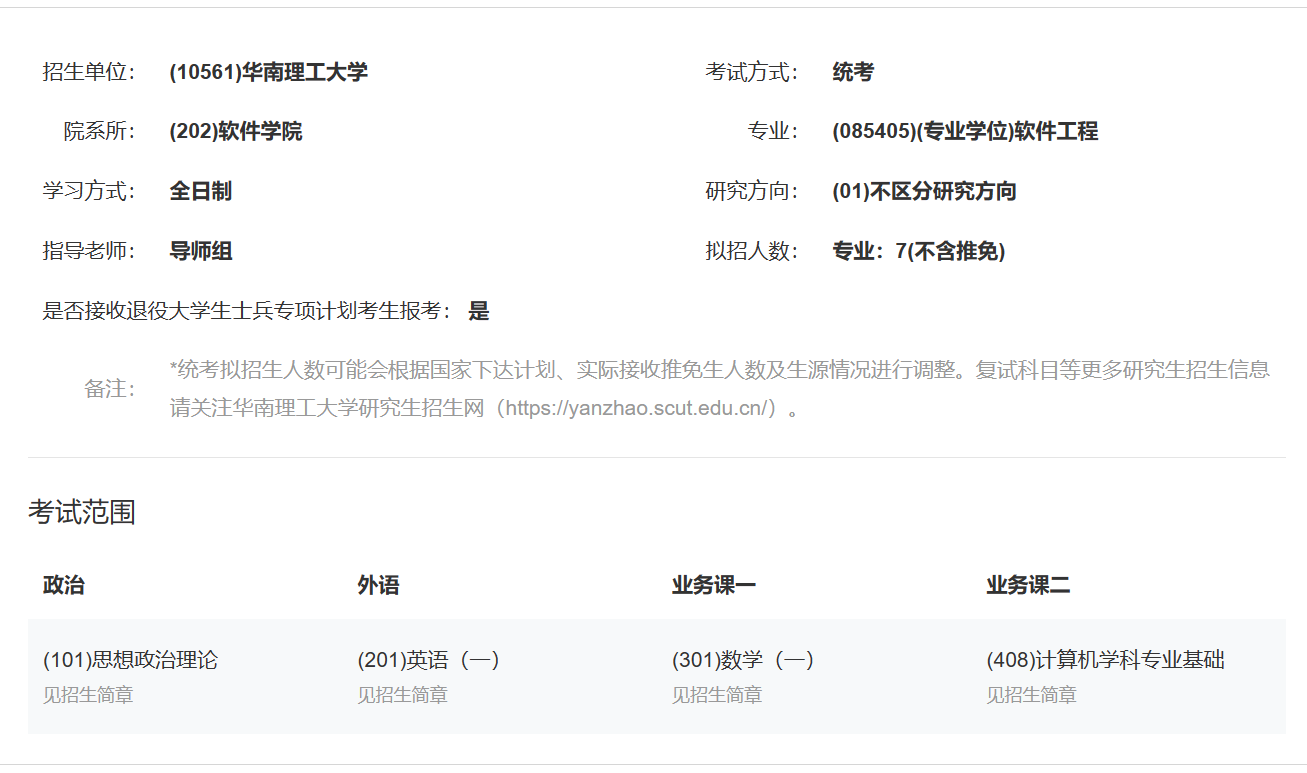 招生单位： (10561)华南理工大学 考试方式： 统考
院系所： (202)软件学院 专业： (085405)(专业学位)软件工程
学习方式： 全日制 研究方向： (01)不区分研究方向
指导老师： 导师组 拟招人数： 专业：7(不含推免)
是否接收退役大学生士兵专项计划考生报考： 是
备注： *统考拟招生人数可能会根据国家下达计划、实际接收推免生人数及生源情况进行调整。复试科目等更多研究生招生信息
请关注华南理工大学研究生招生网（https://yanzhao.scut.edu.cn/）。
考试范围
政治 外语 业务课一 业务课二
(101)思想政治理论 (201)英语（一） (301)数学（一） (408)计算机学科专业基础
见招生简章 见招生简章 见招生简章 见招生简章